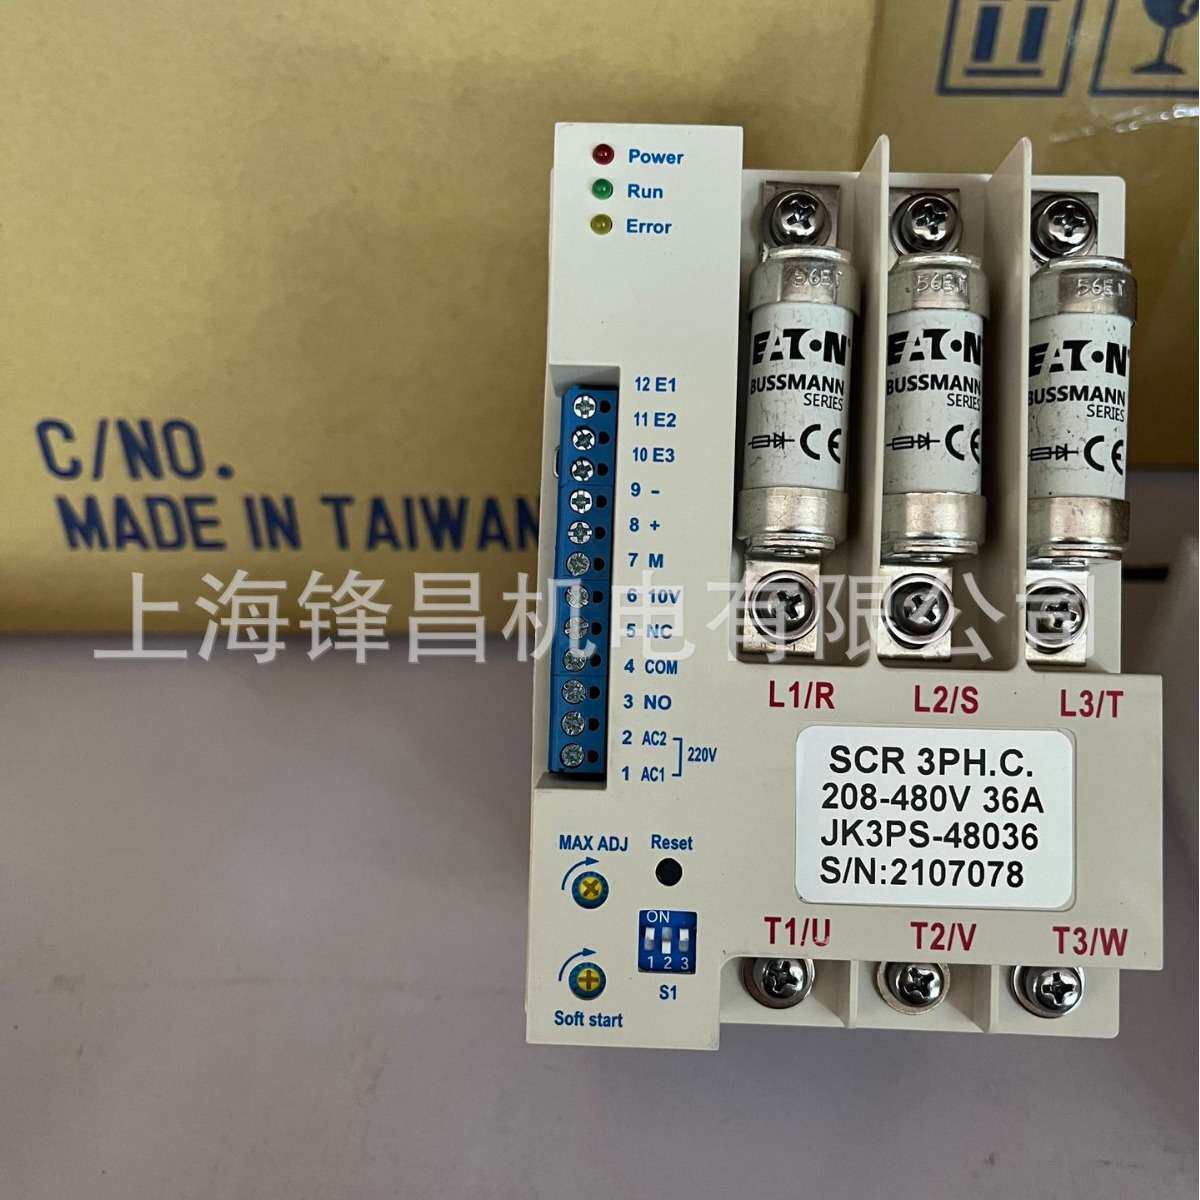 C/NO.
MADE IN TAIWAN
Power
Run
Error
12 E1
11 E2
10 E3
9 -
8 +
7 M
6 10V
5 NC
4 COM
3 NO
2 AC2
1 AC1
220V
56ET
EATON
BUSSMANN
SERIES
CE
56ET
EATON
BUSSMANN
SERIES
CE
56ET
EATON
BUSSMANN
SERIES
CE
上海锋昌机电有限公司
L1/R
L2/S
L3/T
SCR 3PH.C.
208-480V 36A
JK3PS-48036
S/N:2107078
MAX ADJ
Reset
ON
1 2 3
S1
Soft start
T1/U
T2/V
T3/W